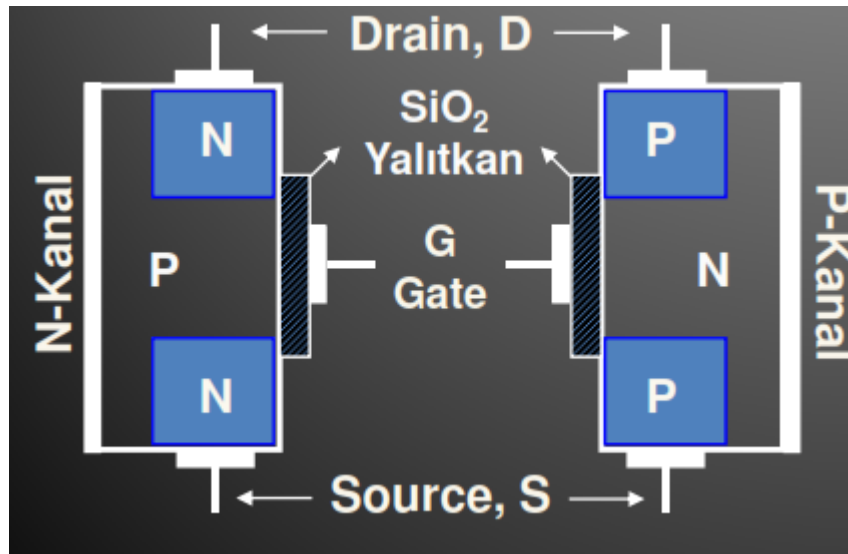 Drain, D
SiO₂
Yalıtkan
N
P
N
N-Kanal
G
Gate
P
N
P
P-Kanal
Source, S